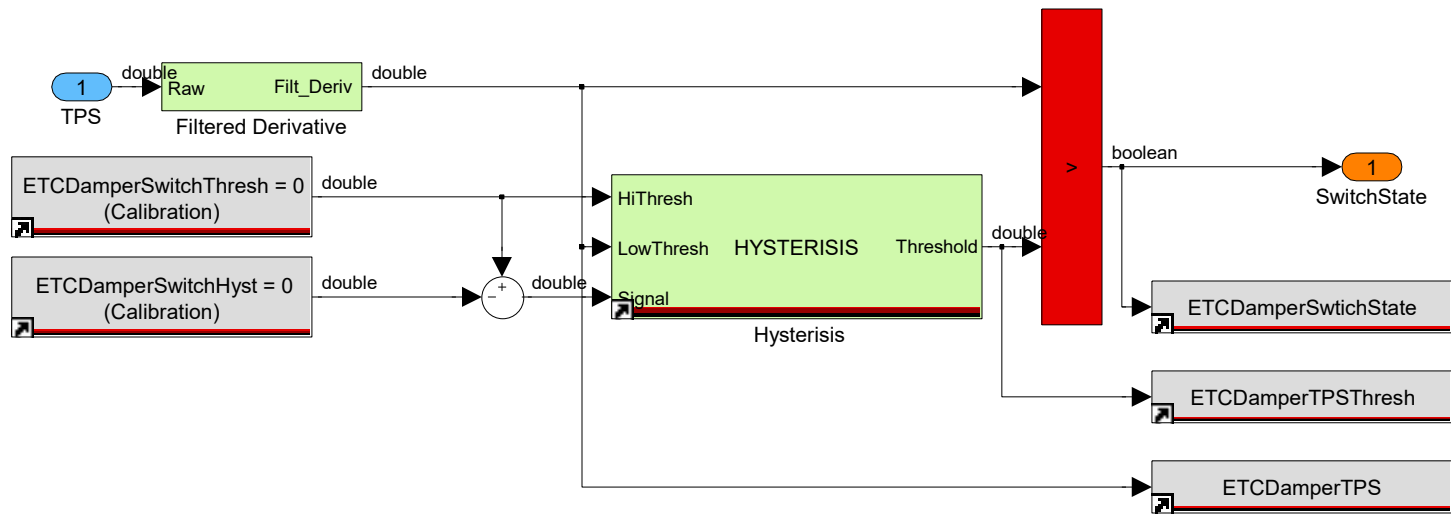 double
double
1
Raw
Filt_Deriv
TPS
Filtered Derivative
ETCDamperSwitchThresh = 0
(Calibration)
double
ETCDamperSwitchHyst = 0
(Calibration)
double
-
+
double
HiThresh
LowThresh
HYSTERISIS
Threshold
Signal
Hysterisis
double
>
boolean
1
SwitchState
ETCDamperSwtichState
ETCDamperTPSThresh
ETCDamperTPS